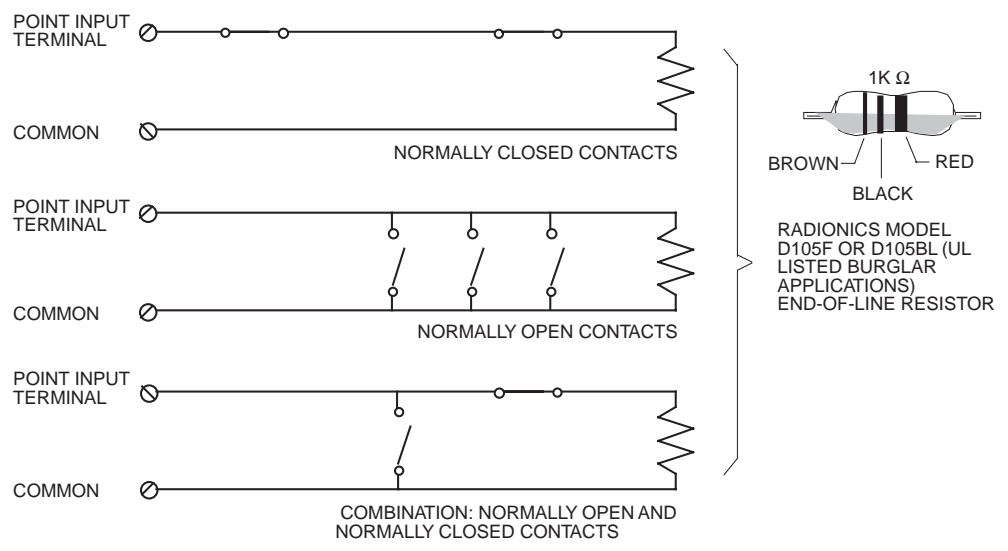 POINT INPUT
TERMINAL
COMMON
NORMALLY CLOSED CONTACTS
POINT INPUT
TERMINAL
COMMON
NORMALLY OPEN CONTACTS
POINT INPUT
TERMINAL
COMMON
COMBINATION: NORMALLY OPEN AND
NORMALLY CLOSED CONTACTS
1K Ω
BROWN
RED
BLACK
RADIONICS MODEL
D105F OR D105BL (UL
LISTED BURGLAR
APPLICATIONS)
END-OF-LINE RESISTOR